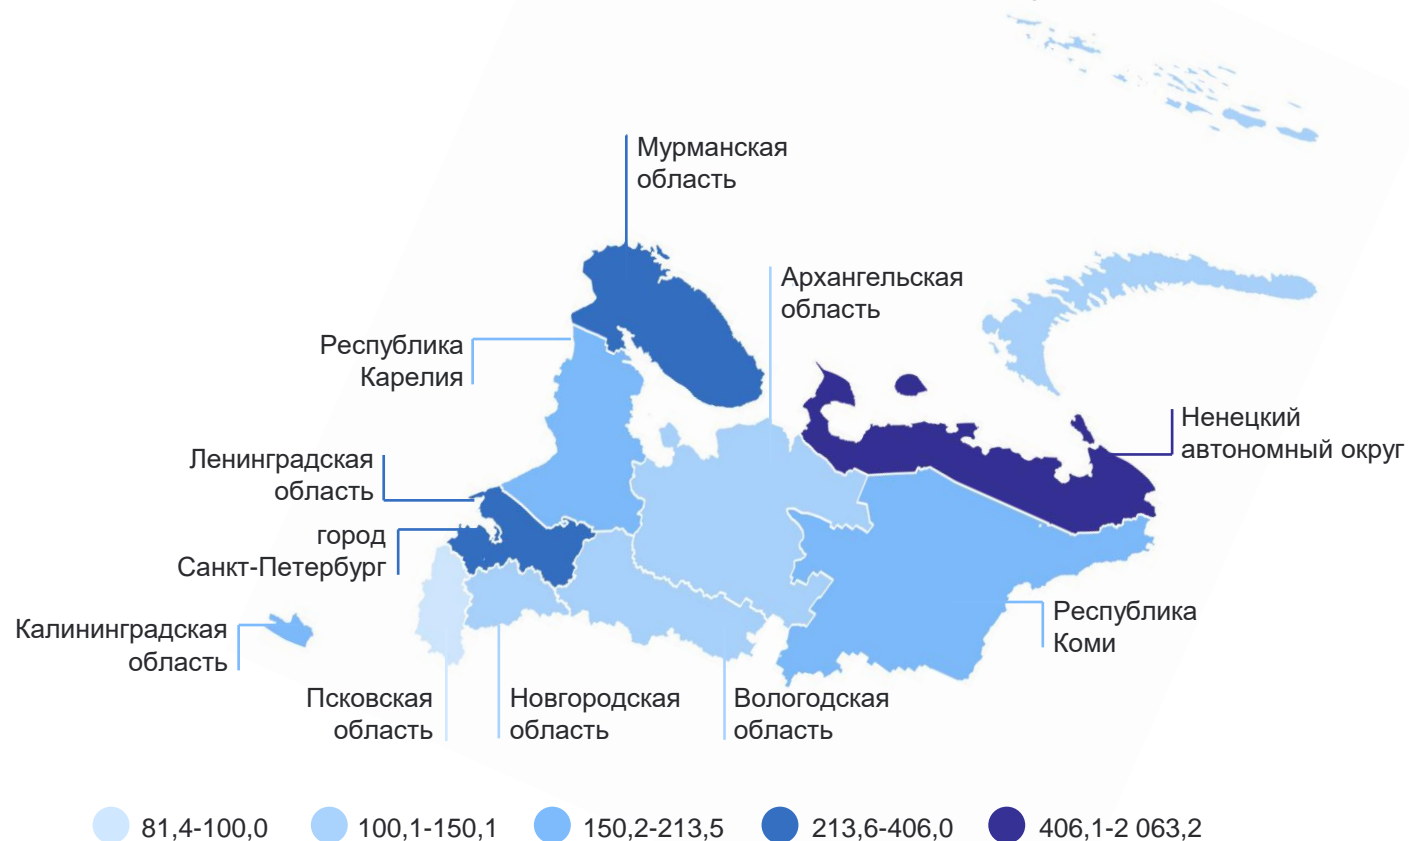 Мурманская
область
Архангельская
область
Республика
Карелия
Ненецкий
автономный округ
Ленинградская
область
город
Санкт-Петербург
Калининградская
область
Республика
Коми
Псковская
область
Новгородская
область
Вологодская
область
81,4-100,0
100,1-150,1
150,2-213,5
213,6-406,0
406,1-2 063,2